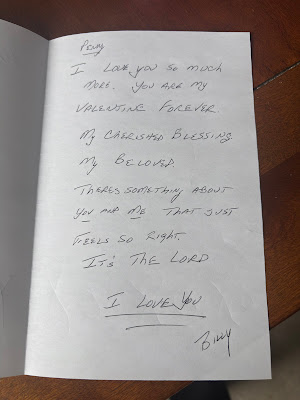 Penny
I LOVE YOU SO MUCH
MORE. YOU ARE MY
VALENTINE FOREVER.
MY CHERISHED BLESSING
MY BELOVED.
THERES SOMETHING ABOUT
YOU AND ME THAT JUST
FEELS SO RIGHT.
IT'S THE LORD
I LOVE YOU
Billy